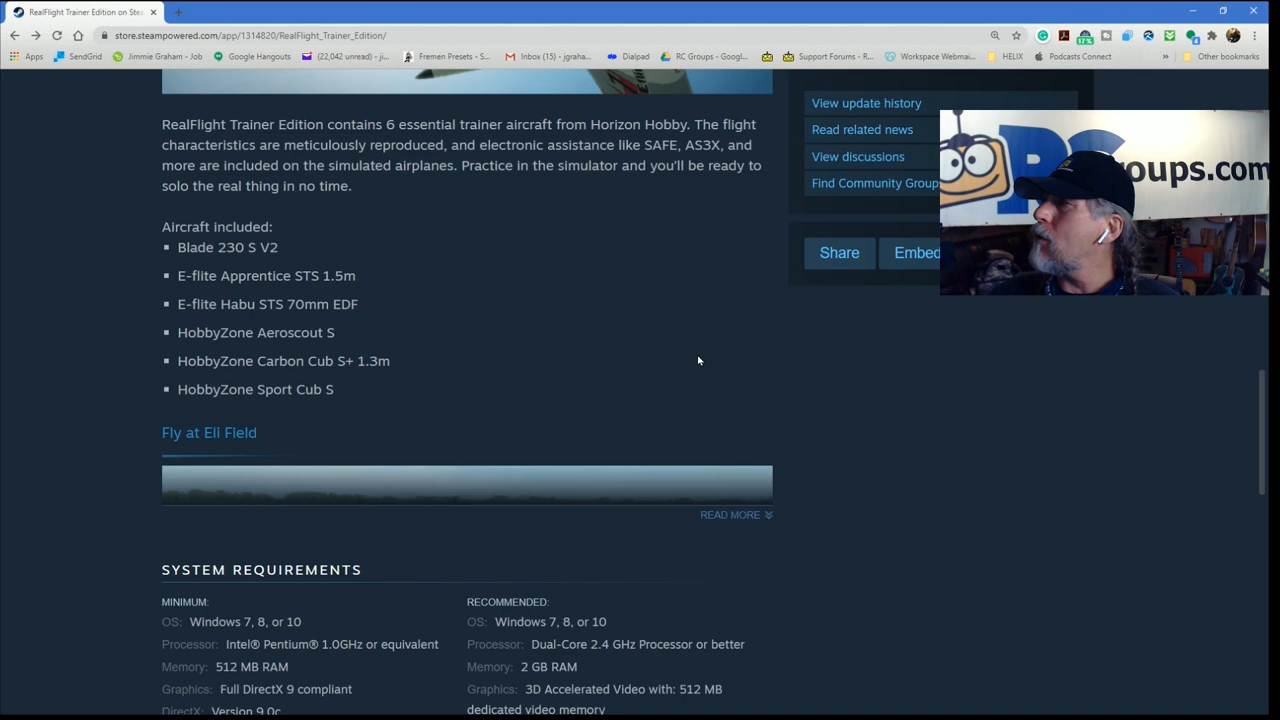 RealFlight Trainer Edition on Stea
store.steampowered.com/app/1314820/RealFlight_Trainer_Edition/
Apps SendGrid Jimmie Graham - Job Google Hangouts (22,042 unread) - ji... Fremen Presets - S... Inbox (15) - jgraha... Dialpad RC Groups - Googl... Support Forums - R... Workspace Webmai... HELIX Podcasts Connect » Other bookmarks
17%
4
RealFlight Trainer Edition contains 6 essential trainer aircraft from Horizon Hobby. The flight
characteristics are meticulously reproduced, and electronic assistance like SAFE, AS3X, and
more are included on the simulated airplanes. Practice in the simulator and you'll be ready to
solo the real thing in no time.
Aircraft included:
Blade 230 S V2
E-flite Apprentice STS 1.5m
E-flite Habu STS 70mm EDF
HobbyZone Aeroscout S
HobbyZone Carbon Cub S+ 1.3m
HobbyZone Sport Cub S
Fly at Eli Field
READ MORE
SYSTEM REQUIREMENTS
MINIMUM:
OS: Windows 7, 8, or 10
Processor: Intel® Pentium® 1.0GHz or equivalent
Memory: 512 MB RAM
Graphics: Full DirectX 9 compliant
DirectX: Version 9.0c
RECOMMENDED:
OS: Windows 7, 8, or 10
Processor: Dual-Core 2.4 GHz Processor or better
Memory: 2 GB RAM
Graphics: 3D Accelerated Video with: 512 MB
dedicated video memory
View update history
Read related news
View discussions
Find Community Group
Share Embed
roups.com